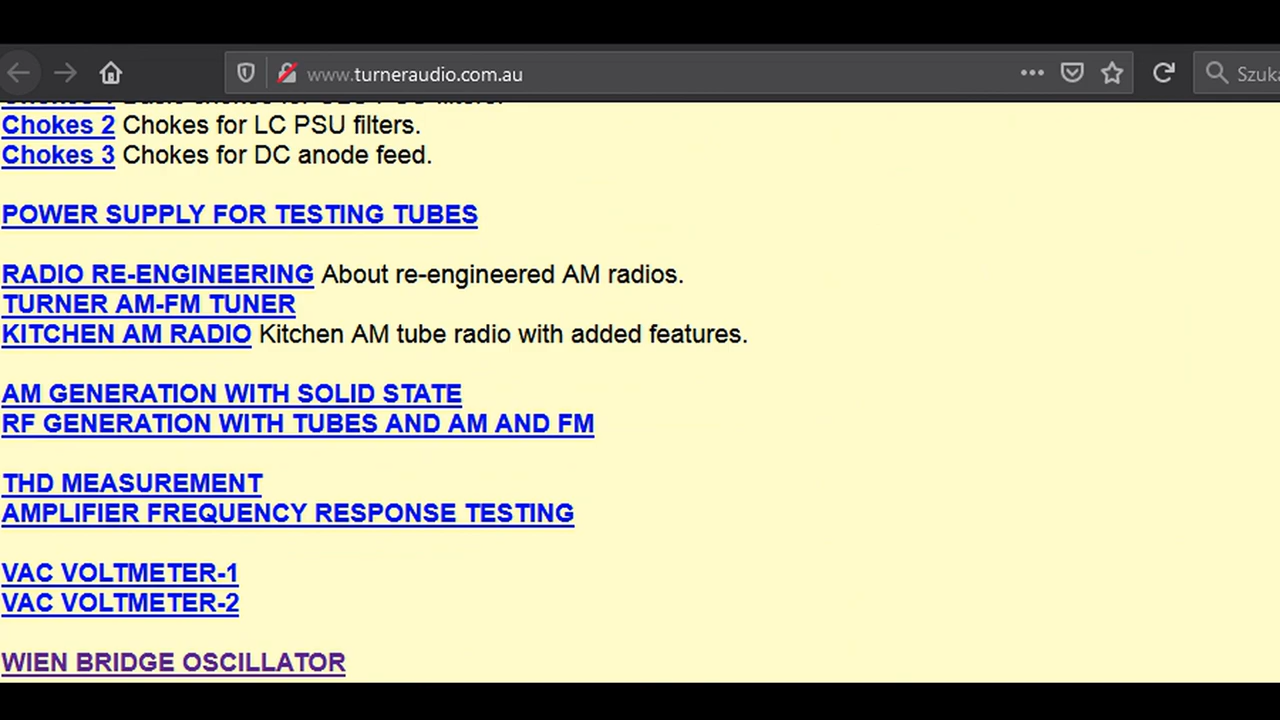 www.turneraudio.com.au
Szuka
Chokes 2 Chokes for LC PSU filters.
Chokes 3 Chokes for DC anode feed.
POWER SUPPLY FOR TESTING TUBES
RADIO RE-ENGINEERING About re-engineered AM radios.
TURNER AM-FM TUNER
KITCHEN AM RADIO Kitchen AM tube radio with added features.
AM GENERATION WITH SOLID STATE
RF GENERATION WITH TUBES AND AM AND FM
THD MEASUREMENT
AMPLIFIER FREQUENCY RESPONSE TESTING
VAC VOLTMETER-1
VAC VOLTMETER-2
WIEN BRIDGE OSCILLATOR